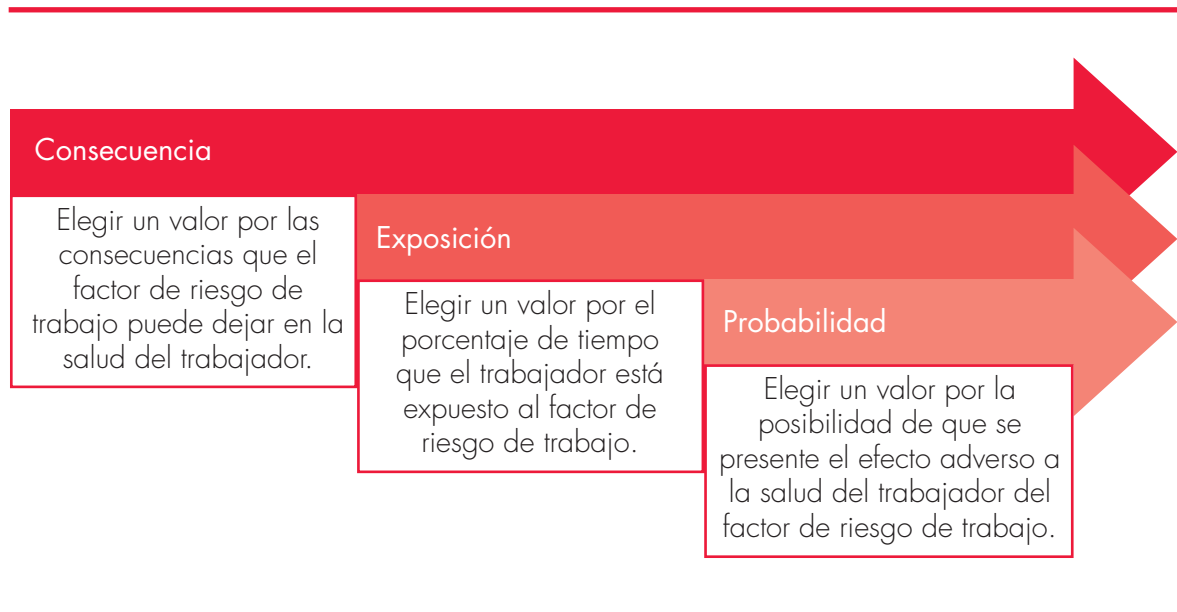 Consecuencia
Elegir un valor por las
consecuencias que el
factor de riesgo de
trabajo puede dejar en la
salud del trabajador.
Exposición
Elegir un valor por el
porcentaje de tiempo
que el trabajador está
expuesto al factor de
riesgo de trabajo.
Probabilidad
Elegir un valor por la
posibilidad de que se
presente el efecto adverso a
la salud del trabajador del
factor de riesgo de trabajo.